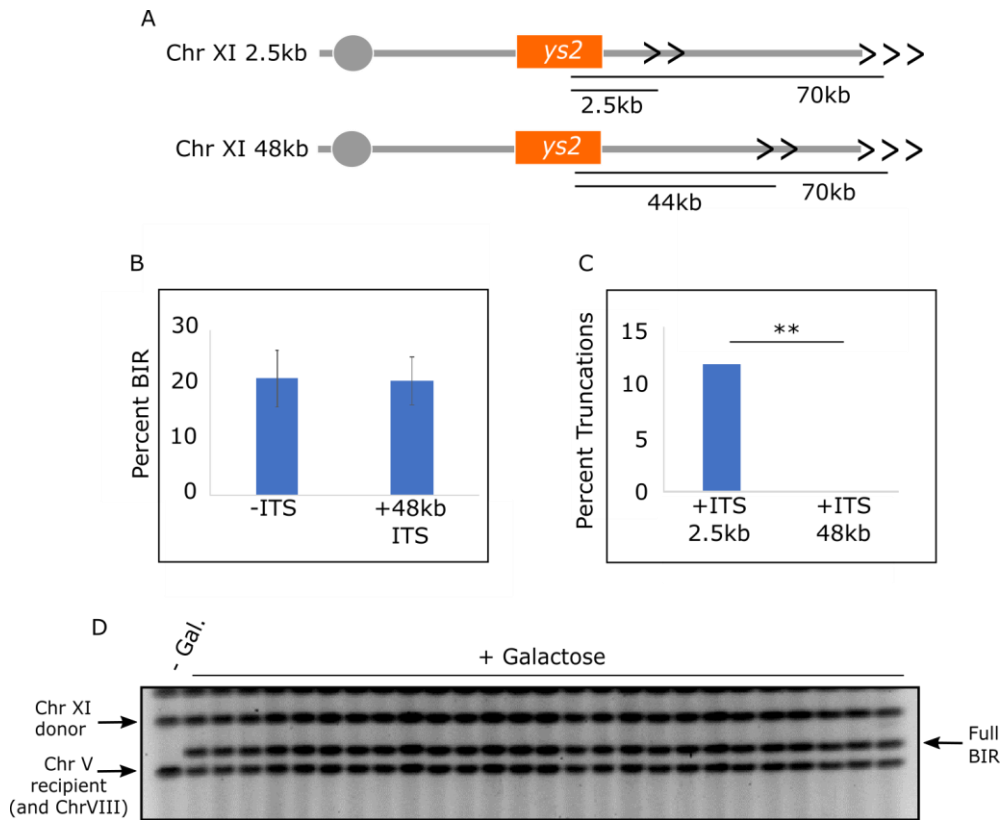 A
Chr XI 2.5kb
ys2
2.5kb
70kb
Chr XI 48kb
ys2
44kb
70kb
B
Percent BIR
30
20
10
0
-ITS
+48kb
ITS
C
Percent Truncations
15
10
5
0
**
+ITS
2.5kb
+ITS
48kb
D
- Gal.
+ Galactose
Chr XI
donor
Chr V
recipient
(and ChrVIII)
Full
BIR